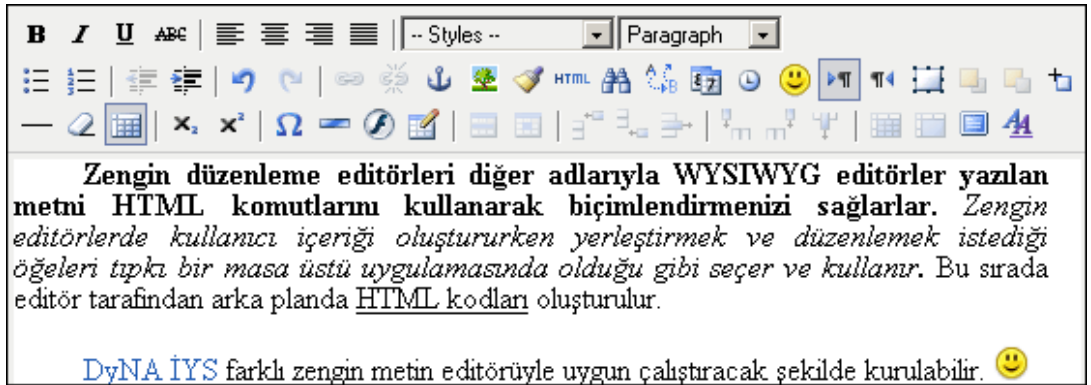 B I U ABC -- Styles -- Paragraph
HTML
Zengin düzenleme editörleri diğer adlarıyla WYSIWYG editörler yazılan
metni HTML komutlarını kullanarak biçimlendirmenizi sağlarlar. Zengin
editörlerde kullanıcı içeriği oluştururken yerleştirmek ve düzenlemek istediği
öğeleri tıpkı bir masa üstü uygulamasında olduğu gibi seçer ve kullanır. Bu sırada
editör tarafından arka planda HTML kodları oluşturulur.
DyNA İYS farklı zengin metin editörüyle uygun çalıştıracak şekilde kurulabilir.